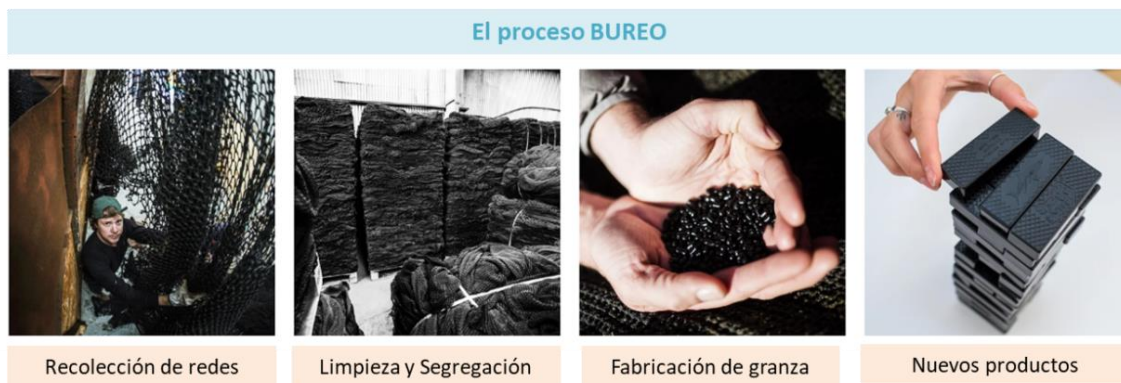 El proceso BUREO
Recolección de redes
Limpieza y Segregación
Fabricación de granza
Nuevos productos